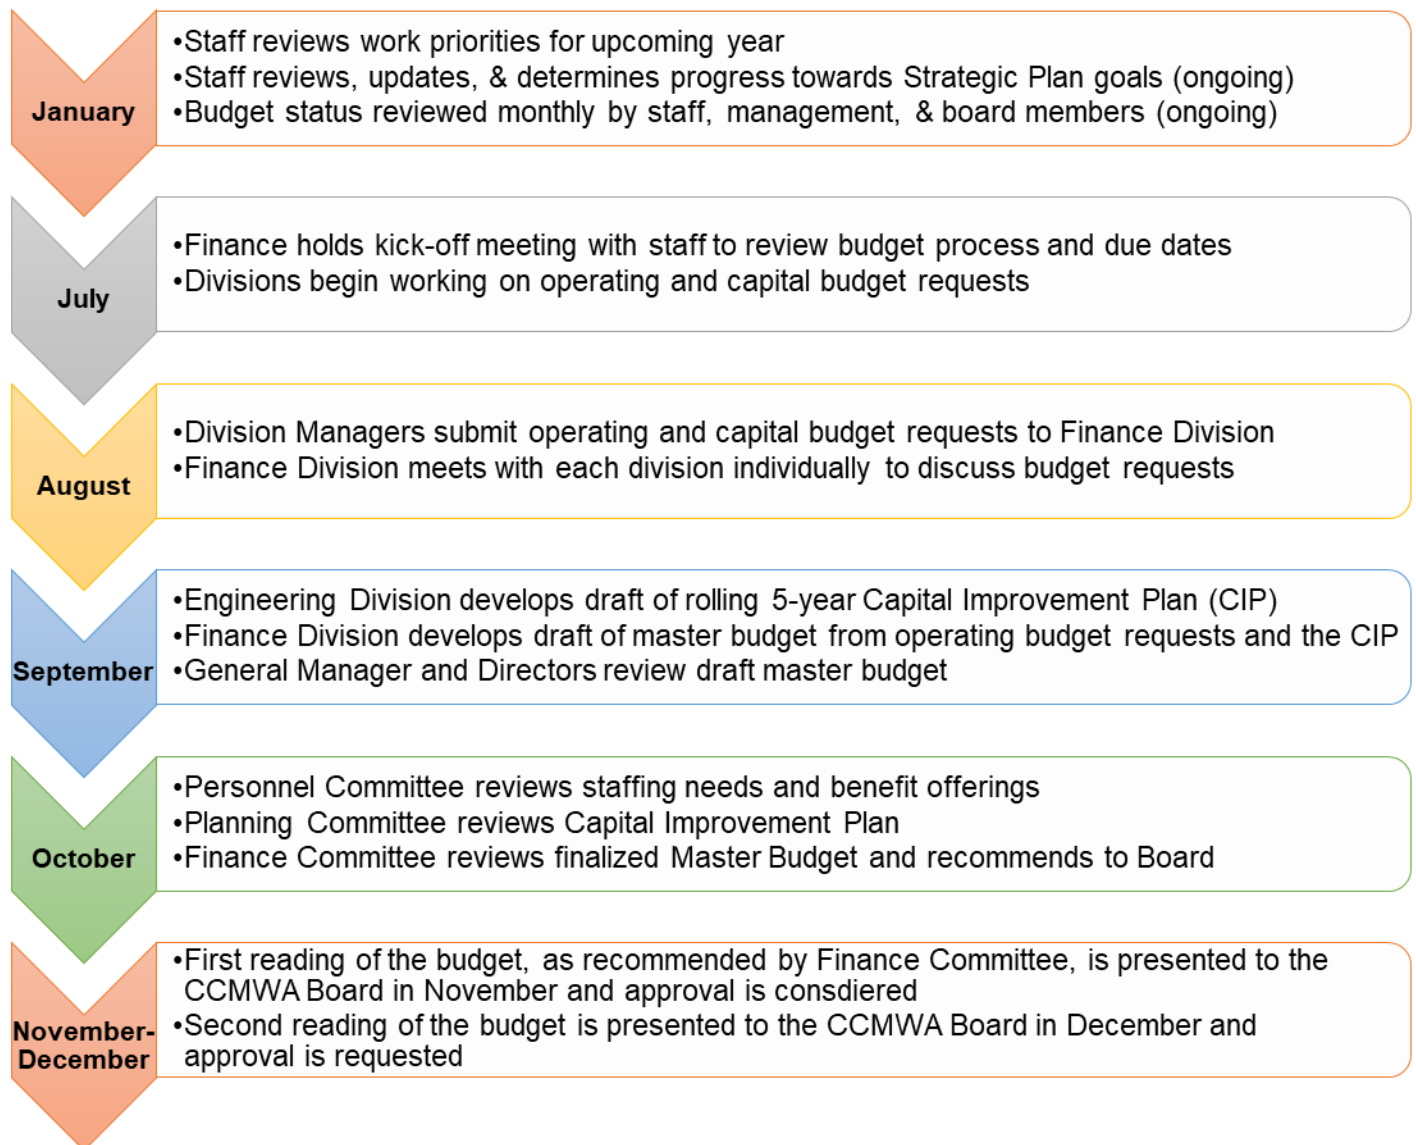 January
•Staff reviews work priorities for upcoming year
•Staff reviews, updates, & determines progress towards Strategic Plan goals (ongoing)
•Budget status reviewed monthly by staff, management, & board members (ongoing)
July
•Finance holds kick-off meeting with staff to review budget process and due dates
•Divisions begin working on operating and capital budget requests
August
•Division Managers submit operating and capital budget requests to Finance Division
•Finance Division meets with each division individually to discuss budget requests
September
•Engineering Division develops draft of rolling 5-year Capital Improvement Plan (CIP)
•Finance Division develops draft of master budget from operating budget requests and the CIP
•General Manager and Directors review draft master budget
October
•Personnel Committee reviews staffing needs and benefit offerings
•Planning Committee reviews Capital Improvement Plan
•Finance Committee reviews finalized Master Budget and recommends to Board
November-
December
•First reading of the budget, as recommended by Finance Committee, is presented to the
CCMWA Board in November and approval is consdiered
•Second reading of the budget is presented to the CCMWA Board in December and
approval is requested